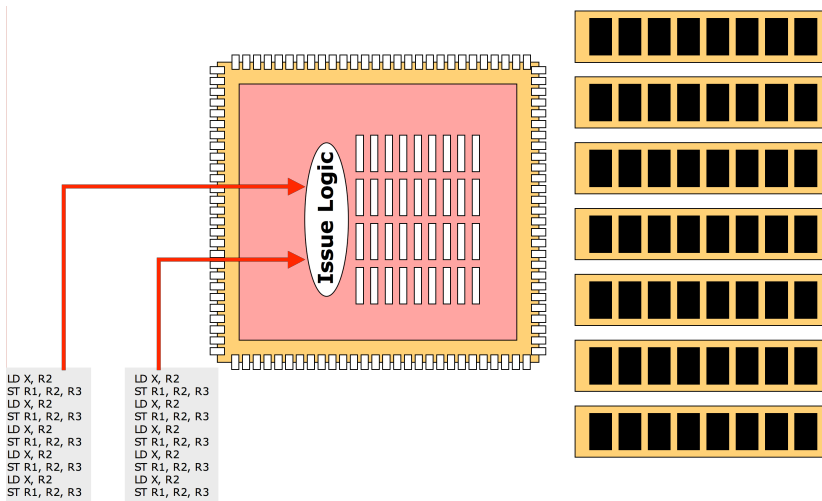 Issue Logic
LD X, R2
ST R1, R2, R3
LD X, R2
ST R1, R2, R3
LD X, R2
ST R1, R2, R3
LD X, R2
ST R1, R2, R3
LD X, R2
ST R1, R2, R3
LD X, R2
ST R1, R2, R3
LD X, R2
ST R1, R2, R3
LD X, R2
ST R1, R2, R3
LD X, R2
ST R1, R2, R3
LD X, R2
ST R1, R2, R3